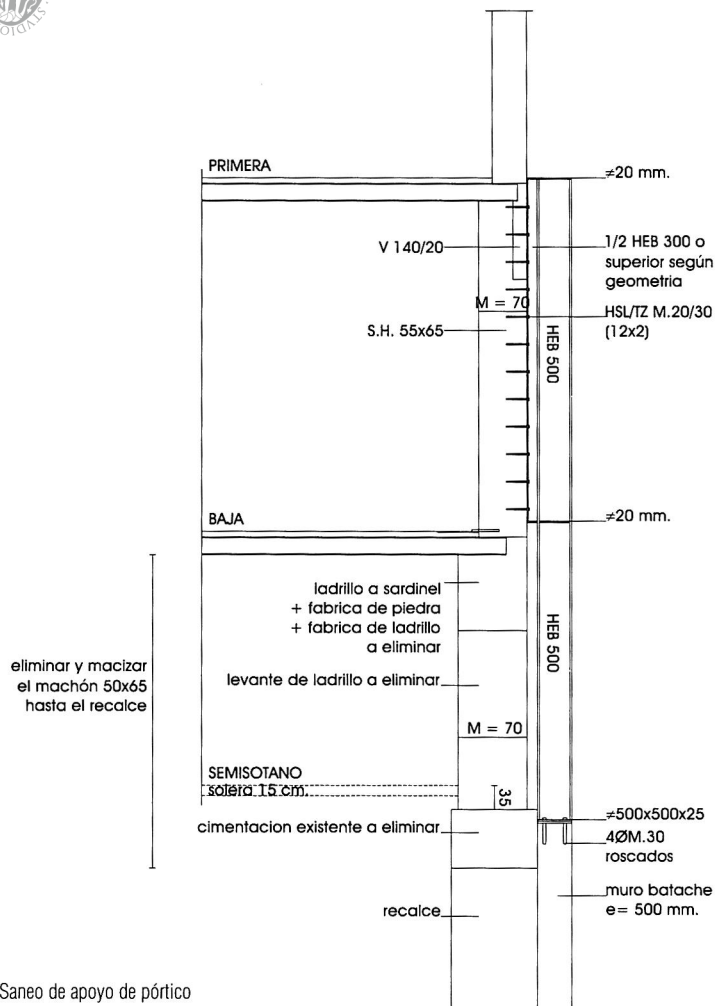 STVDIO
PRIMERA
≠20 mm.
V 140/20
1/2 HEB 300 o
superior según
geometria
M = 70
HSL/TZ M.20/30
(12x2)
S.H. 55x65
HEB 500
BAJA
≠20 mm.
ladrillo a sardinel
+ fabrica de piedra
+ fabrica de ladrillo
a eliminar
HEB 500
eliminar y macizar
el machón 50x65
hasta el recalce
levante de ladrillo a eliminar
M = 70
SEMISOTANO
solera 15 cm.
35
cimentacion existente a eliminar
≠500x500x25
4ØM.30
roscados
muro batache
e= 500 mm.
recalce
Saneo de apoyo de pórtico